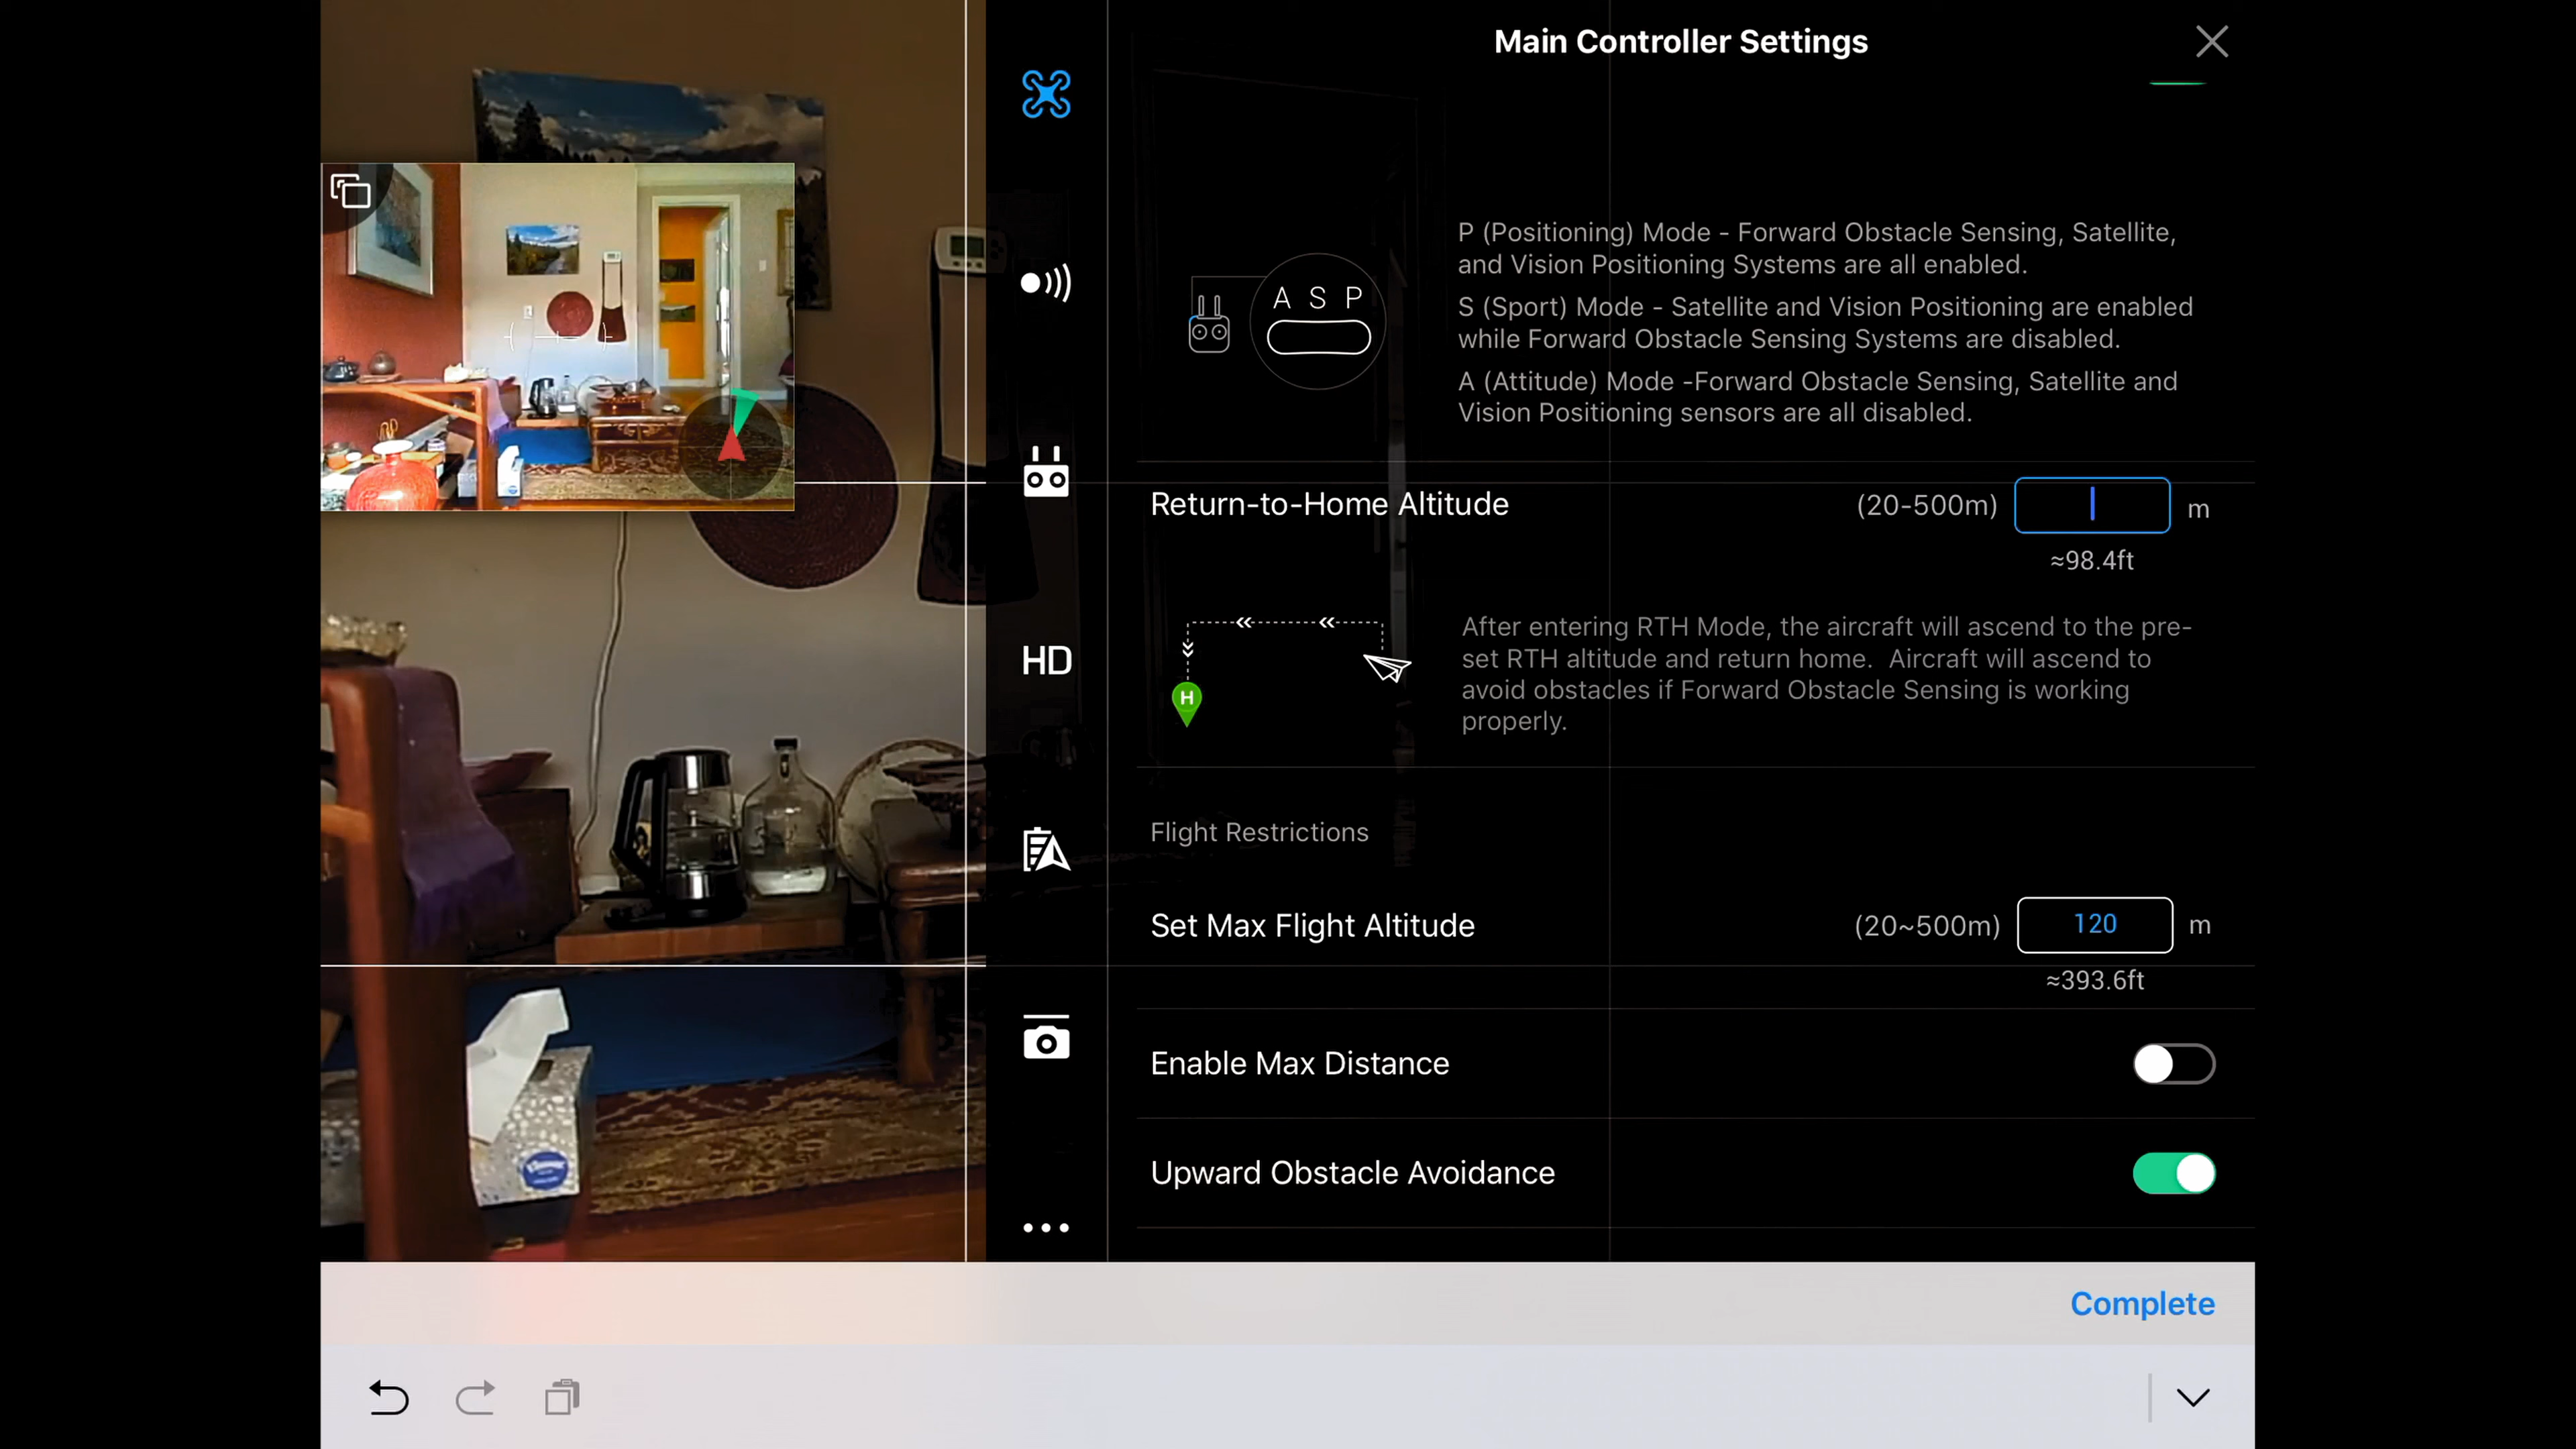 Main Controller Settings
A S P
P (Positioning) Mode - Forward Obstacle Sensing, Satellite,
and Vision Positioning Systems are all enabled.
S (Sport) Mode - Satellite and Vision Positioning are enabled
while Forward Obstacle Sensing Systems are disabled.
A (Attitude) Mode -Forward Obstacle Sensing, Satellite and
Vision Positioning sensors are all disabled.
Return-to-Home Altitude (20-500m) m
≈98.4ft
HD
H
After entering RTH Mode, the aircraft will ascend to the pre-
set RTH altitude and return home.  Aircraft will ascend to
avoid obstacles if Forward Obstacle Sensing is working
properly.
Flight Restrictions
Set Max Flight Altitude (20~500m) 120 m
≈393.6ft
Enable Max Distance
Upward Obstacle Avoidance
Kleenex
Complete